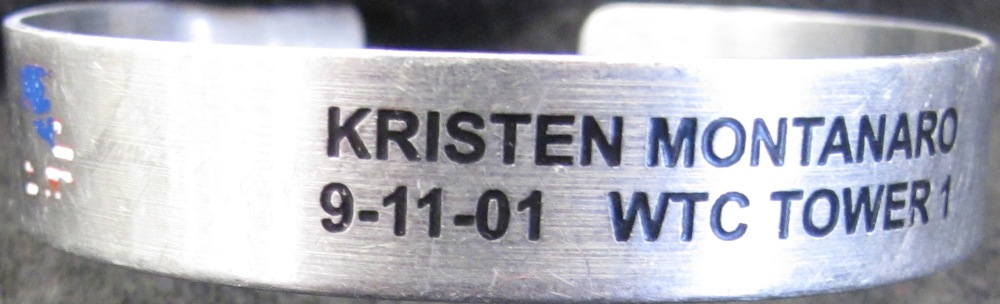 KRISTEN MONTANARO
9-11-01 WTC TOWER 1